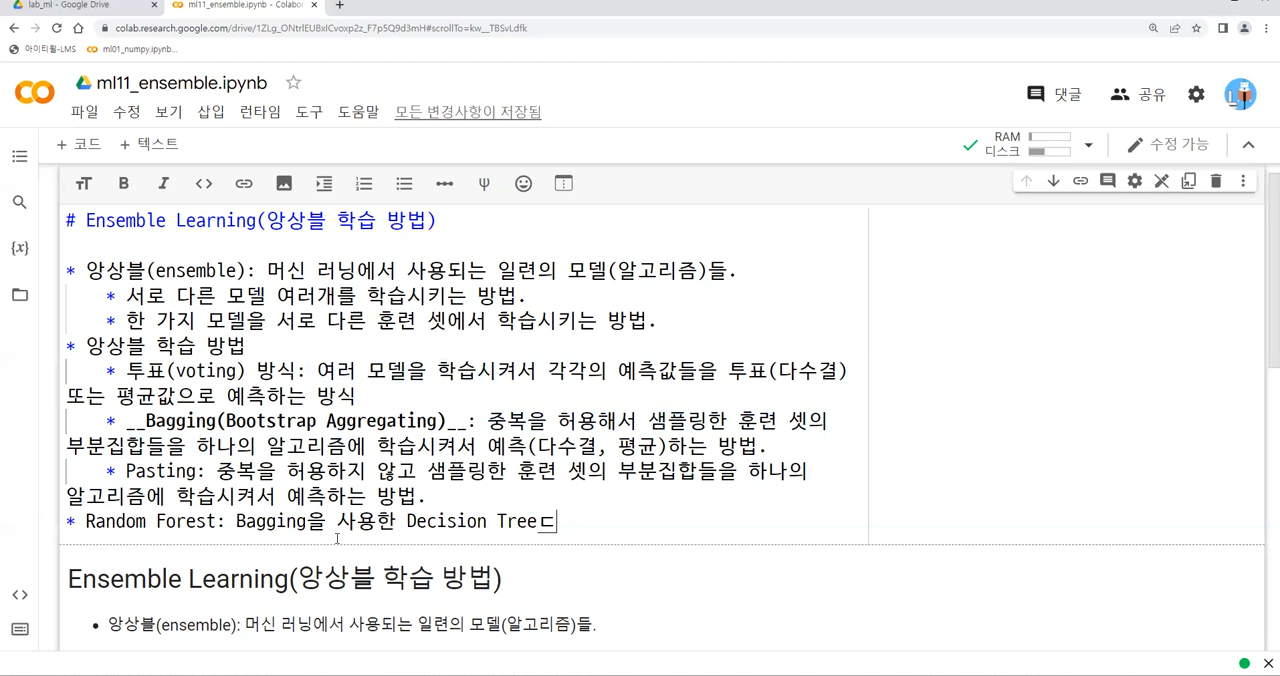 lab_ml - Google Drive
ml11_ensemble.ipynb - Colabor
colab.research.google.com/drive/1ZLg_ONtrlEUBxICvoxp2z_F7p5Q9d3mH#scrollTo=kw__TBSvLdfk
아이티윌-LMS
ml01_numpy.ipynb...
ml11_ensemble.ipynb
댓글
공유
파일 수정 보기 삽입 런타임 도구 도움말 모든 변경사항이 저장됨
+ 코드 + 텍스트
RAM
디스크
수정 가능
# Ensemble Learning(앙상블 학습 방법)
* 앙상블(ensemble): 머신 러닝에서 사용되는 일련의 모델(알고리즘)들.
* 서로 다른 모델 여러개를 학습시키는 방법.
* 한 가지 모델을 서로 다른 훈련 셋에서 학습시키는 방법.
* 앙상블 학습 방법
* 투표(voting) 방식: 여러 모델을 학습시켜서 각각의 예측값들을 투표(다수결)
또는 평균값으로 예측하는 방식
* __Bagging(Bootstrap Aggregating)__: 중복을 허용해서 샘플링한 훈련 셋의
부분집합들을 하나의 알고리즘에 학습시켜서 예측(다수결, 평균)하는 방법.
* Pasting: 중복을 허용하지 않고 샘플링한 훈련 셋의 부분집합들을 하나의
알고리즘에 학습시켜서 예측하는 방법.
* Random Forest: Bagging을 사용한 Decision Treeㄷ
Ensemble Learning(앙상블 학습 방법)
• 앙상블(ensemble): 머신 러닝에서 사용되는 일련의 모델(알고리즘)들.